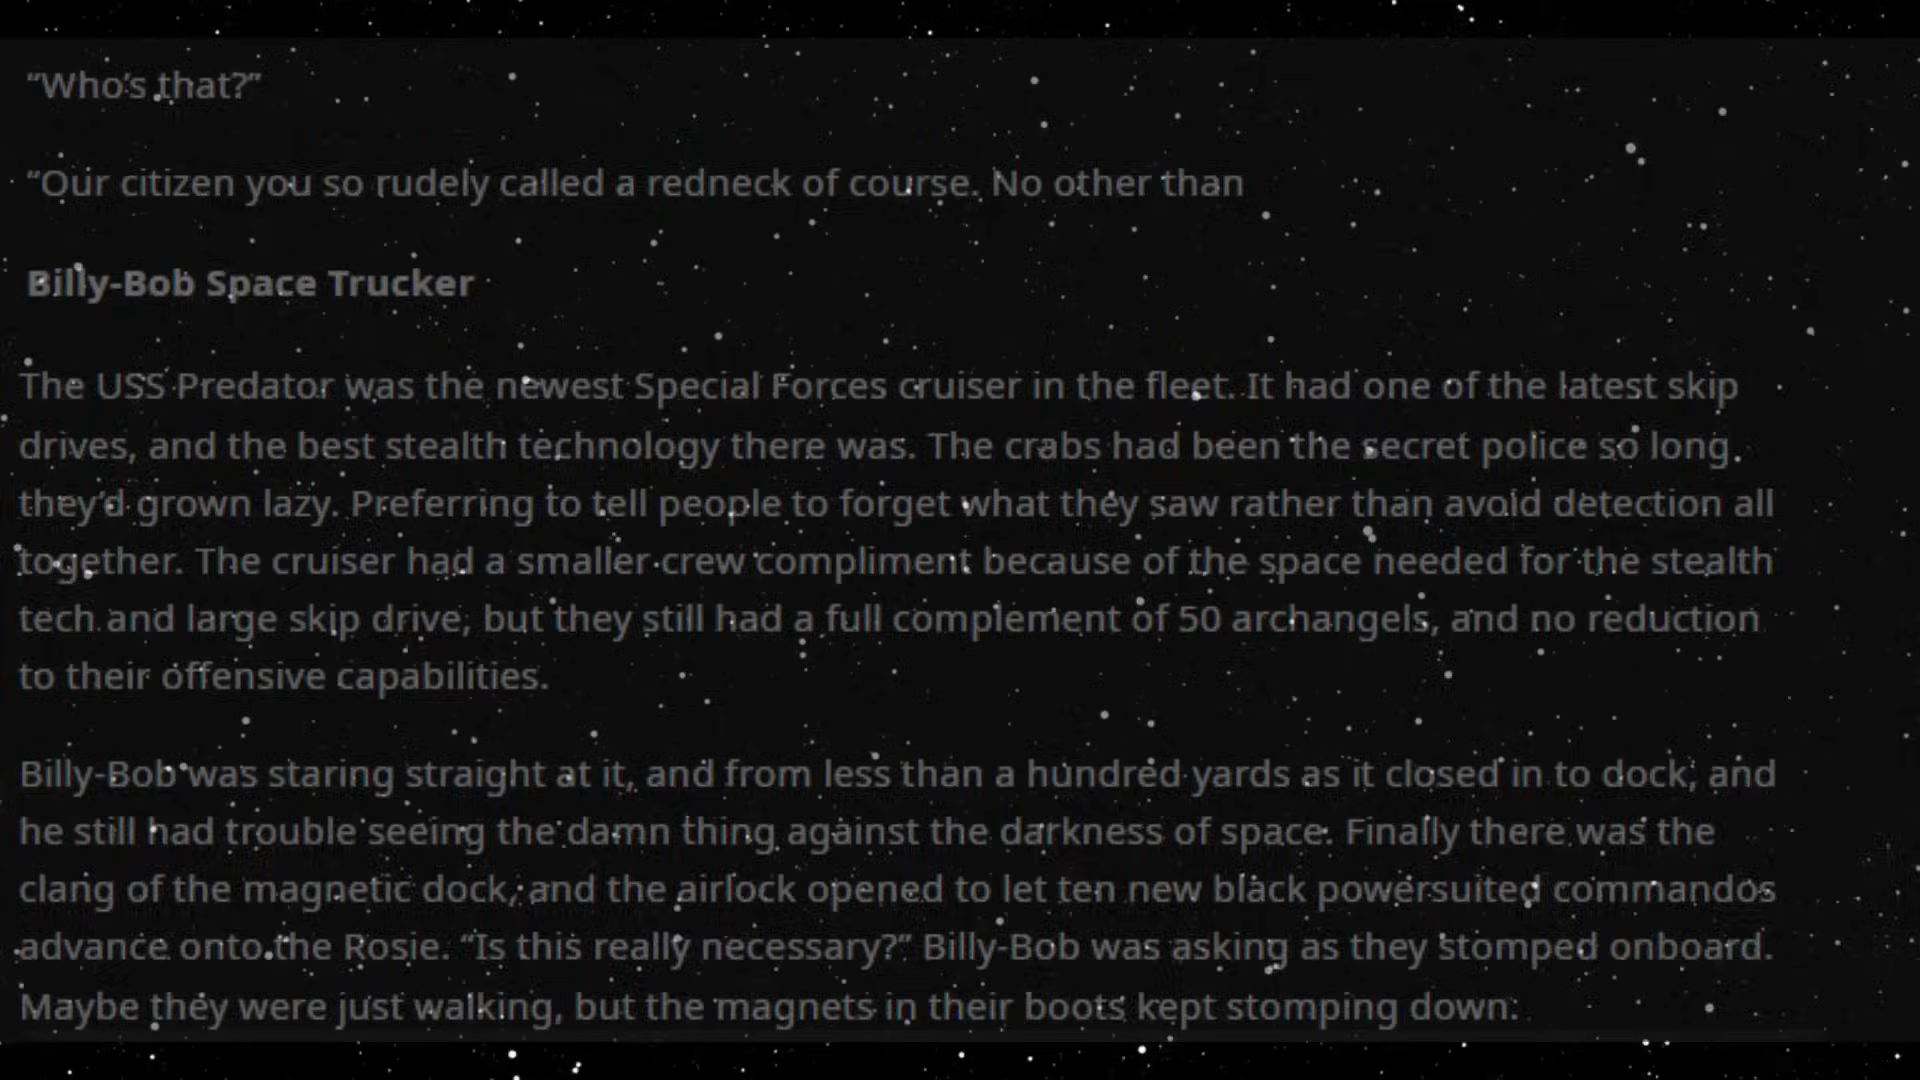 “Who’s that?”
“Our citizen you so rudely called a redneck of course. No other than
Billy-Bob Space Trucker
The USS Predator was the newest Special Forces cruiser in the fleet. It had one of the latest skip
drives, and the best stealth technology there was. The crabs had been the secret police so long
they’d grown lazy. Preferring to tell people to forget what they saw rather than avoid detection all
together. The cruiser had a smaller crew compliment because of the space needed for the stealth
tech and large skip drive, but they still had a full complement of 50 archangels, and no reduction
to their offensive capabilities.
Billy-Bob was staring straight at it, and from less than a hundred yards as it closed in to dock, and
he still had trouble seeing the damn thing against the darkness of space. Finally there was the
clang of the magnetic dock, and the airlock opened to let ten new black powersuited commandos
advance onto the Rosie. “Is this really necessary?” Billy-Bob was asking as they stomped onboard.
Maybe they were just walking, but the magnets in their boots kept stomping down.